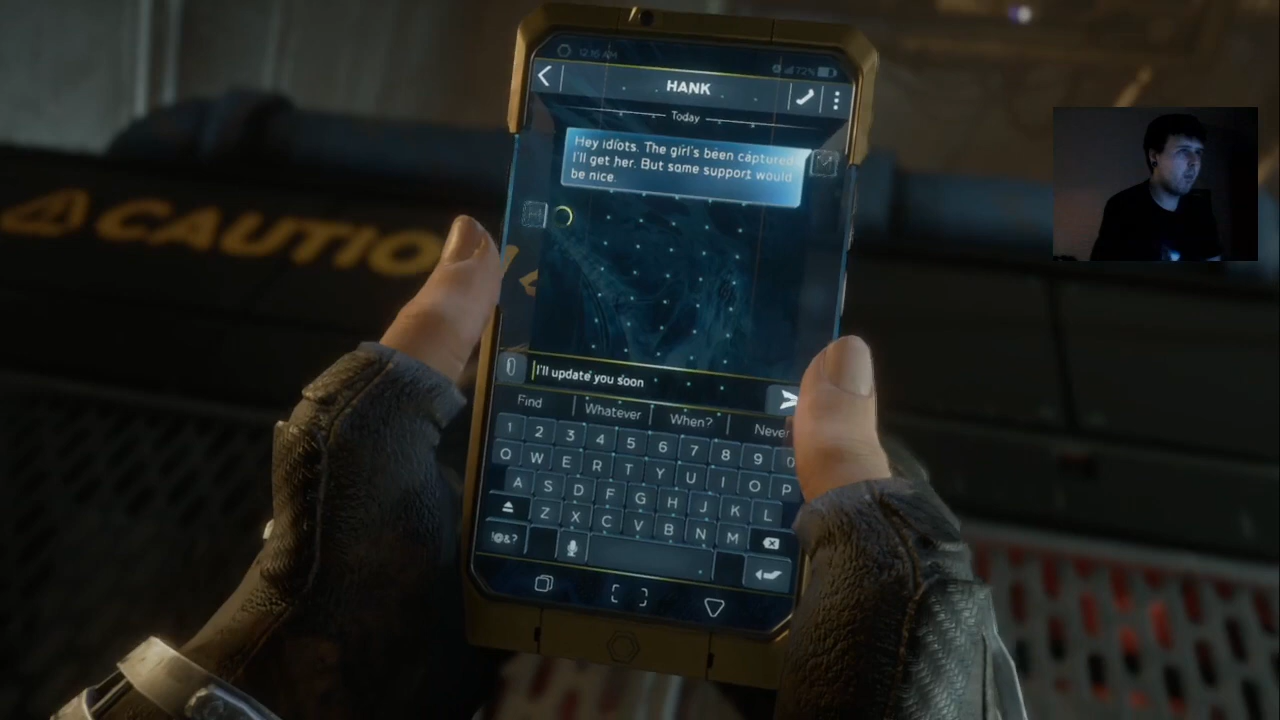 12:16 AM
72%
HANK
Today
Hey idiots. The girl's been captured
I'll get her. But some support would
be nice.
I'll update you soon
Find Whatever When? Never
1 2 3 4 5 6 7 8 9 0
Q W E R T Y U I O P
A S D F G H J K L
Z X C V B N M
!@&?
CAUTION